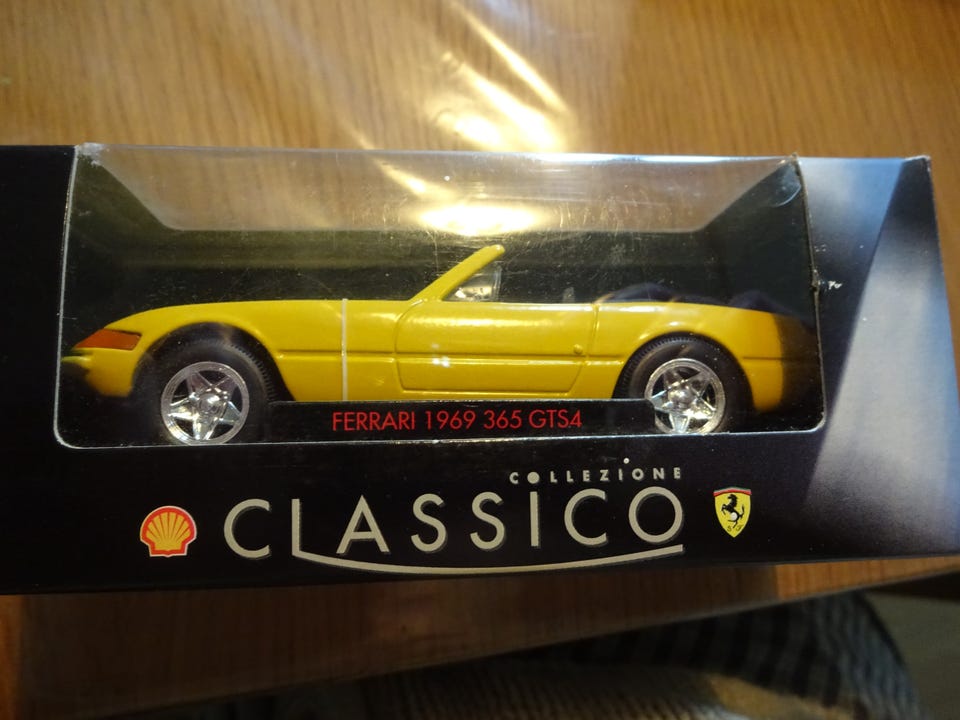 FERRARI 1969 365 GTS4
COLLEZIONE
CLASSICO
S F